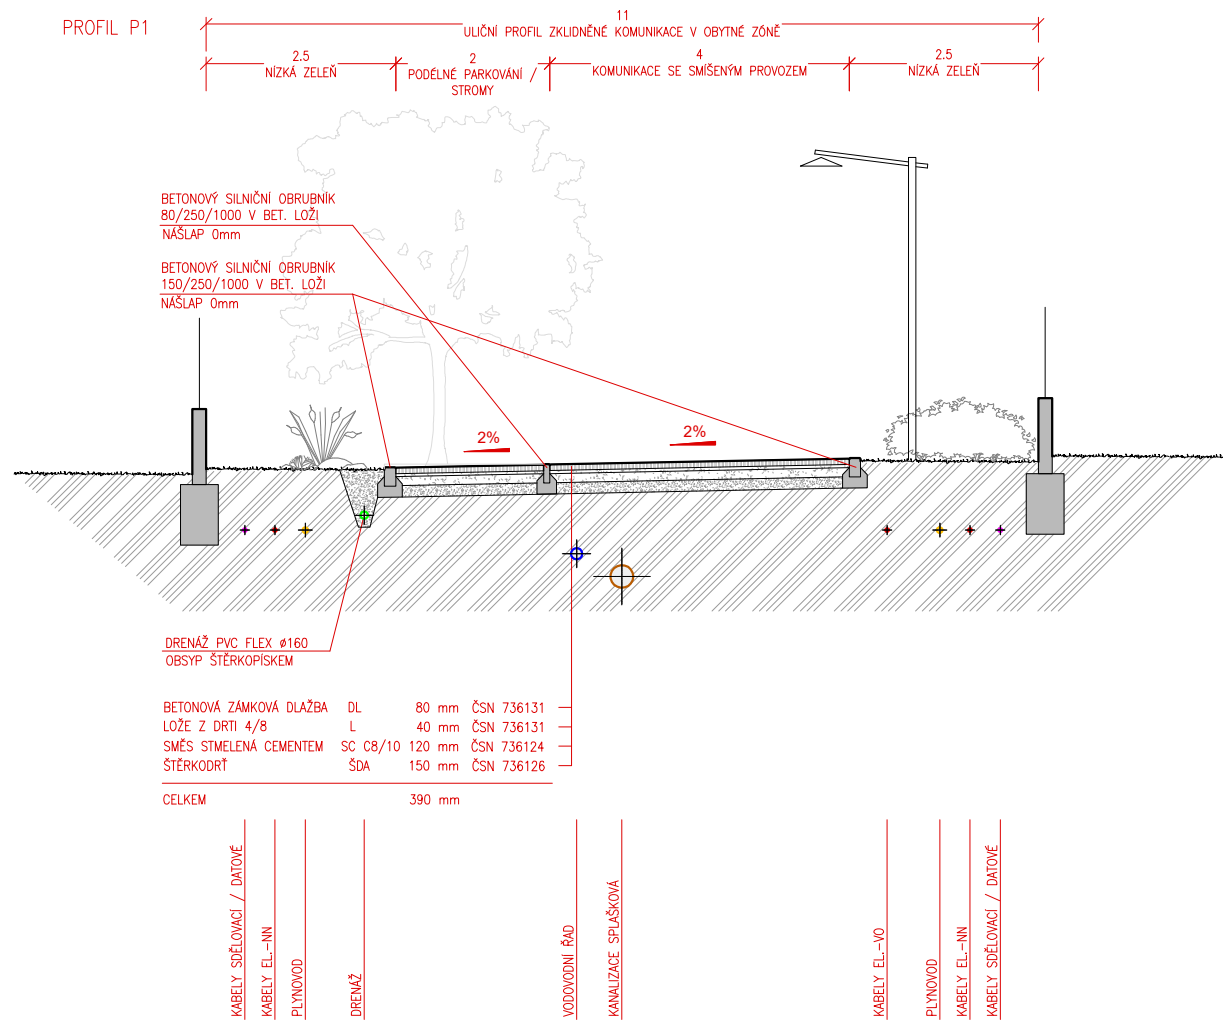 PROFIL P1
11
ULIČNÍ PROFIL ZKLIDNĚNÉ KOMUNIKACE V OBYTNÉ ZÓNĚ
2.5
NÍZKÁ ZELEŇ
2
PODÉLNÉ PARKOVÁNÍ /
STROMY
4
KOMUNIKACE SE SMÍŠENÝM PROVOZEM
2.5
NÍZKÁ ZELEŇ
BETONOVÝ SILNIČNÍ OBRUBNÍK
80/250/1000 V BET. LOŽI
NÁŠLAP 0mm
BETONOVÝ SILNIČNÍ OBRUBNÍK
150/250/1000 V BET. LOŽI
NÁŠLAP 0mm
2%
2%
DRENÁŽ PVC FLEX ø160
OBSYP ŠTĚRKOPÍSKEM
BETONOVÁ ZÁMKOVÁ DLAŽBA DL 80 mm ČSN 736131
LOŽE Z DRTI 4/8 L 40 mm ČSN 736131
SMĚS STMELENÁ CEMENTEM SC C8/10 120 mm ČSN 736124
ŠTĚRKODRŤ ŠDA 150 mm ČSN 736126
CELKEM 390 mm
KABELY SDĚLOVACÍ / DATOVÉ
KABELY EL.-NN
PLYNOVOD
DRENÁŽ
VODOVODNÍ ŘAD
KANALIZACE SPLAŠKOVÁ
KABELY EL.-VO
PLYNOVOD
KABELY EL.-NN
KABELY SDĚLOVACÍ / DATOVÉ